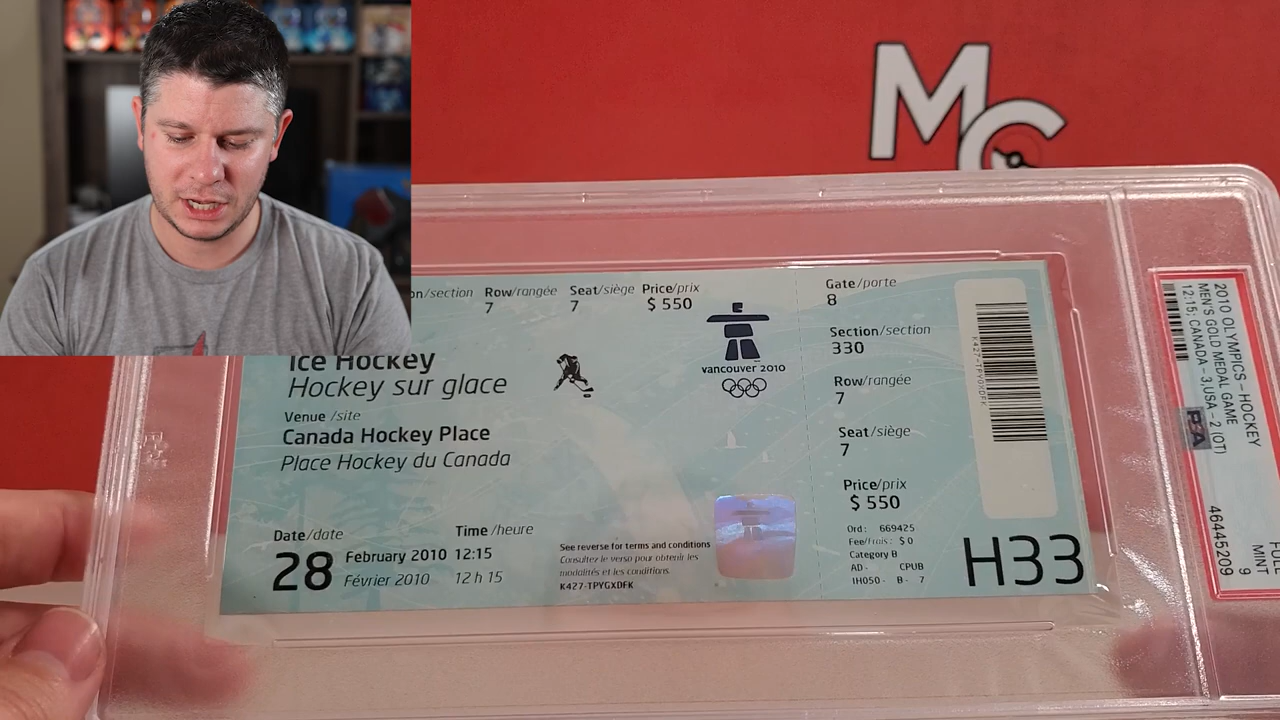 MC
on/section Row/rangée Seat/siège Price/prix
7 7 $ 550
Ice Hockey
Hockey sur glace
Venue /site
Canada Hockey Place
Place Hockey du Canada
Date/date Time /heure
28 February 2010 12:15
Février 2010 12 h 15
vancouver 2010
See reverse for terms and conditions
Consultez le verso pour obtenir les
modalités et les conditions.
K427-TPYGXDFK
Gate/porte
8
Section/section
330
Row/rangée
7
Seat/siège
7
Price/prix
$ 550
Ord: 669425
Fee/frais: $ 0
Category B
AD- CPUB
IH050- B- 7
K427-TPYGXDFK
H33
2010 OLYMPICS - HOCKEY
MEN'S GOLD MEDAL GAME
12:15; CANADA - 3,USA - 2 (OT)
PSA
FULL
MINT
9
46445209